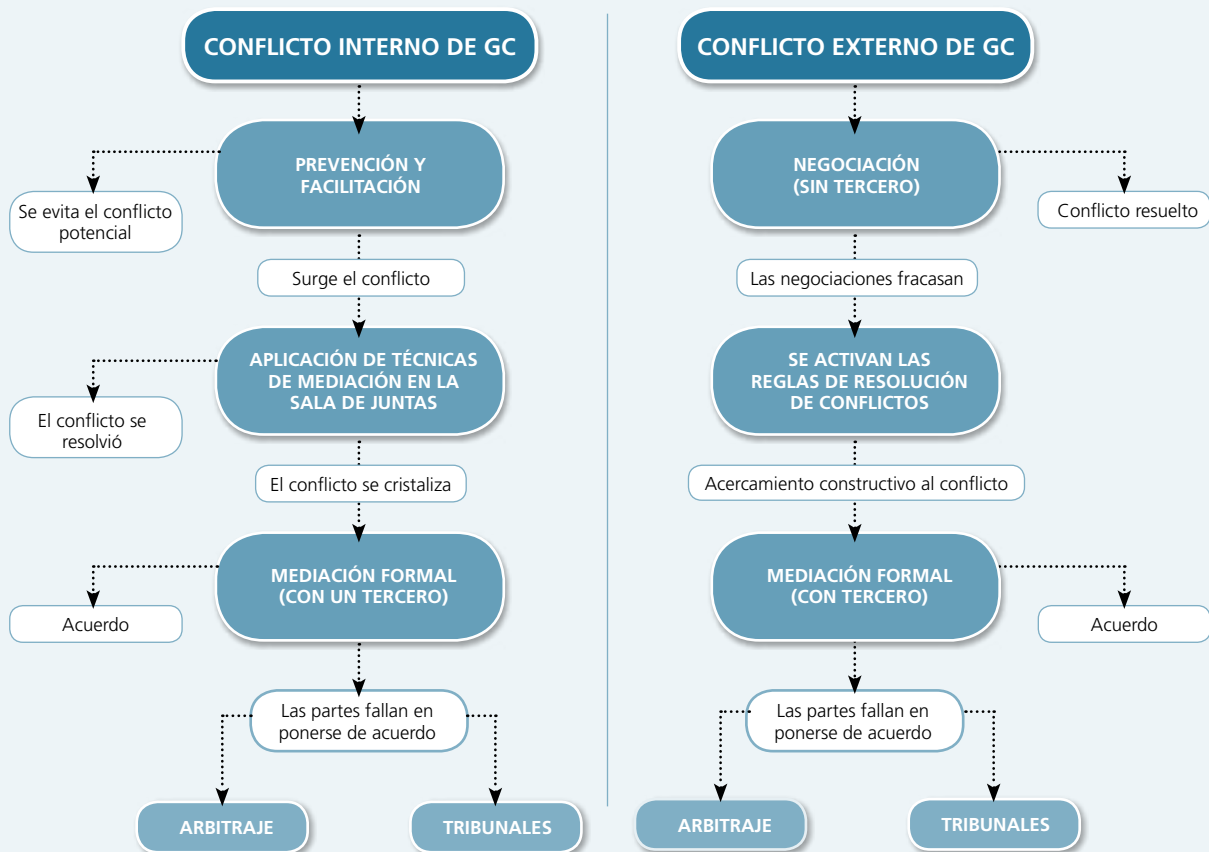 CONFLICTO INTERNO DE GC
PREVENCIÓN Y
FACILITACIÓN
Se evita el conflicto
potencial
Surge el conflicto
APLICACIÓN DE TÉCNICAS
DE MEDIACIÓN EN LA
SALA DE JUNTAS
El conflicto se
resolvió
El conflicto se cristaliza
MEDIACIÓN FORMAL
(CON UN TERCERO)
Acuerdo
Las partes fallan en
ponerse de acuerdo
ARBITRAJE
TRIBUNALES
CONFLICTO EXTERNO DE GC
NEGOCIACIÓN
(SIN TERCERO)
Conflicto resuelto
Las negociaciones fracasan
SE ACTIVAN LAS
REGLAS DE RESOLUCIÓN
DE CONFLICTOS
Acercamiento constructivo al conflicto
MEDIACIÓN FORMAL
(CON TERCERO)
Acuerdo
Las partes fallan en
ponerse de acuerdo
ARBITRAJE
TRIBUNALES